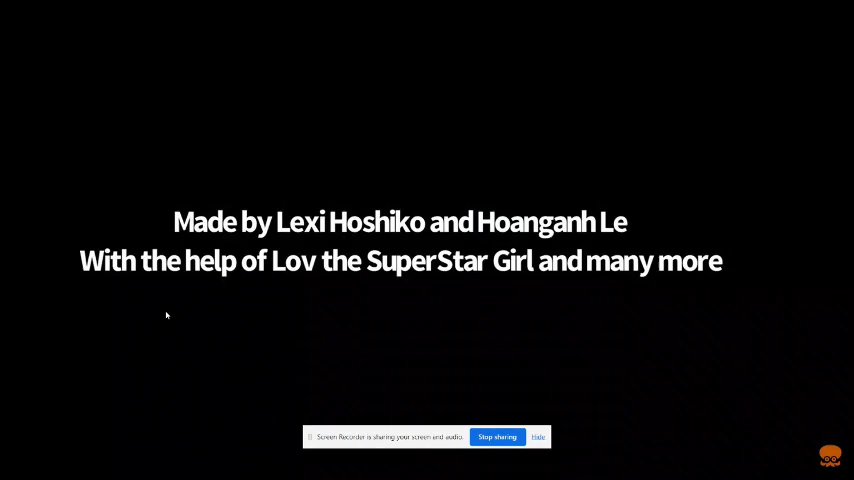 Made by Lexi Hoshiko and Hoanganh Le
With the help of Lov the SuperStar Girl and many more
Screen Recorder is sharing your screen and audio. Stop sharing Hide